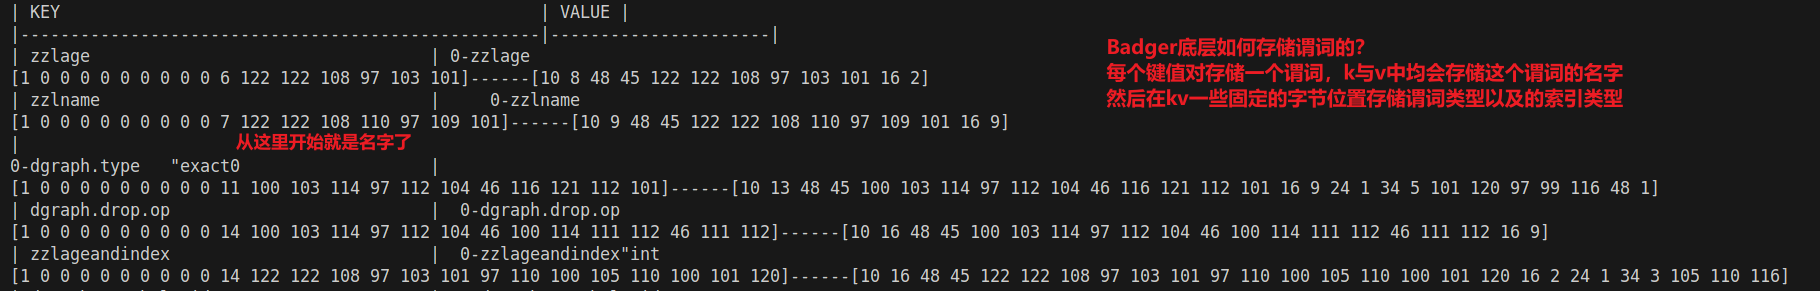 | KEY | VALUE |
|----------------------------------------------------|----------------------|
| zzlage | 0-zzlage
[1 0 0 0 0 0 0 0 0 0 6 122 122 108 97 103 101]------[10 8 48 45 122 122 108 97 103 101 16 2]
| zzlname | 0-zzlname
[1 0 0 0 0 0 0 0 0 0 7 122 122 108 110 97 109 101]------[10 9 48 45 122 122 108 110 97 109 101 16 9]
|
0-dgraph.type "exact0 |
[1 0 0 0 0 0 0 0 0 0 11 100 103 114 97 112 104 46 116 121 112 101]------[10 13 48 45 100 103 114 97 112 104 46 116 121 112 101 16 9 24 1 34 5 101 120 97 99 116 48 1]
| dgraph.drop.op | 0-dgraph.drop.op
[1 0 0 0 0 0 0 0 0 0 14 100 103 114 97 112 104 46 100 114 111 112 46 111 112]------[10 16 48 45 100 103 114 97 112 104 46 100 114 111 112 46 111 112 16 9]
| zzlageandindex | 0-zzlageandindex"int
[1 0 0 0 0 0 0 0 0 0 14 122 122 108 97 103 101 97 110 100 105 110 100 101 120]------[10 16 48 45 122 122 108 97 103 101 97 110 100 105 110 100 101 120 16 2 24 1 34 3 105 110 116]
Badger底层如何存储谓词的?
每个键值对存储一个谓词，k与v中均会存储这个谓词的名字
然后在kv一些固定的字节位置存储谓词类型以及的索引类型
从这里开始就是名字了